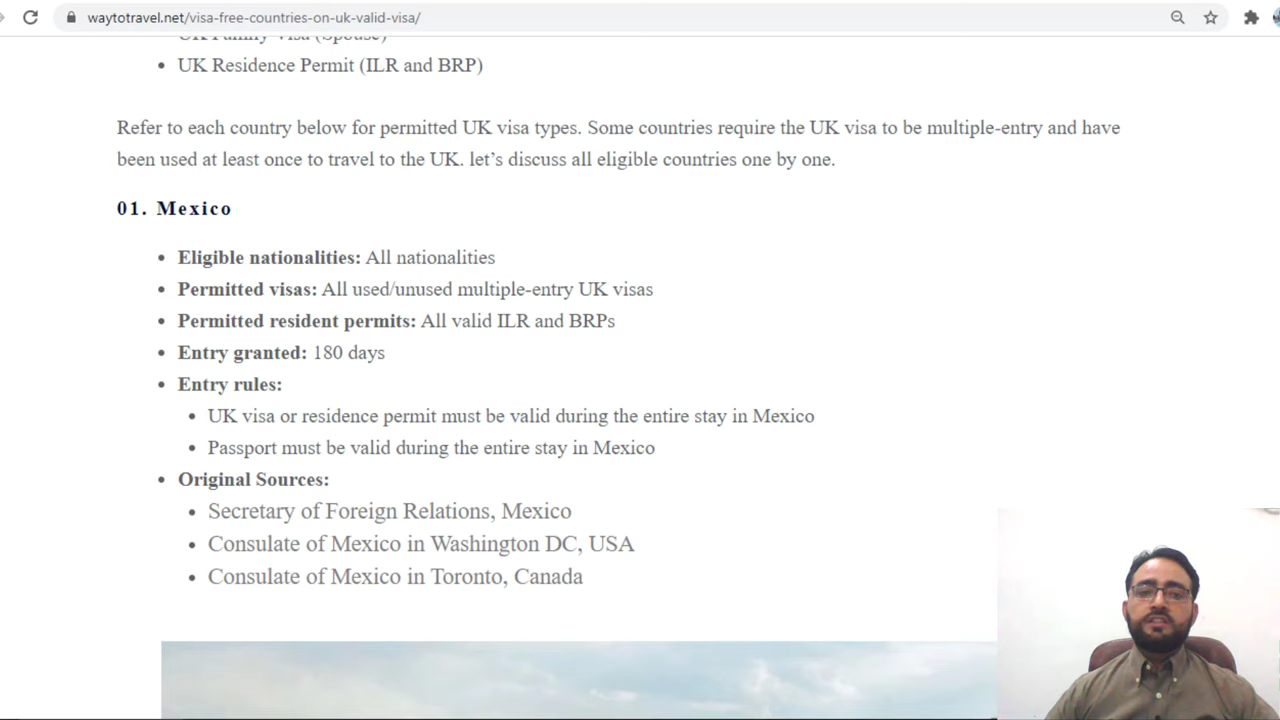 waytotravel.net/visa-free-countries-on-uk-valid-visa/
UK Family Visa (Spouse)
• UK Residence Permit (ILR and BRP)
Refer to each country below for permitted UK visa types. Some countries require the UK visa to be multiple-entry and have
been used at least once to travel to the UK. let’s discuss all eligible countries one by one.
01. Mexico
• Eligible nationalities: All nationalities
• Permitted visas: All used/unused multiple-entry UK visas
• Permitted resident permits: All valid ILR and BRPs
• Entry granted: 180 days
• Entry rules:
• UK visa or residence permit must be valid during the entire stay in Mexico
• Passport must be valid during the entire stay in Mexico
• Original Sources:
• Secretary of Foreign Relations, Mexico
• Consulate of Mexico in Washington DC, USA
• Consulate of Mexico in Toronto, Canada